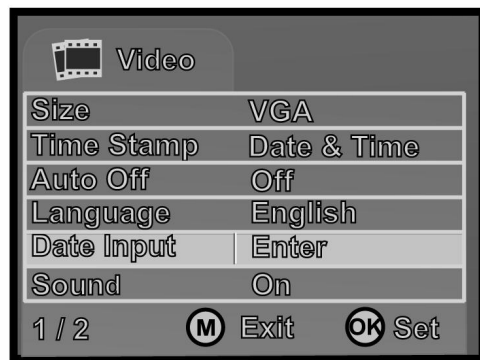 Video
Size VGA
Time Stamp Date & Time
Auto Off Off
Language English
Date Input Enter
Sound On
1 / 2 M Exit OK Set